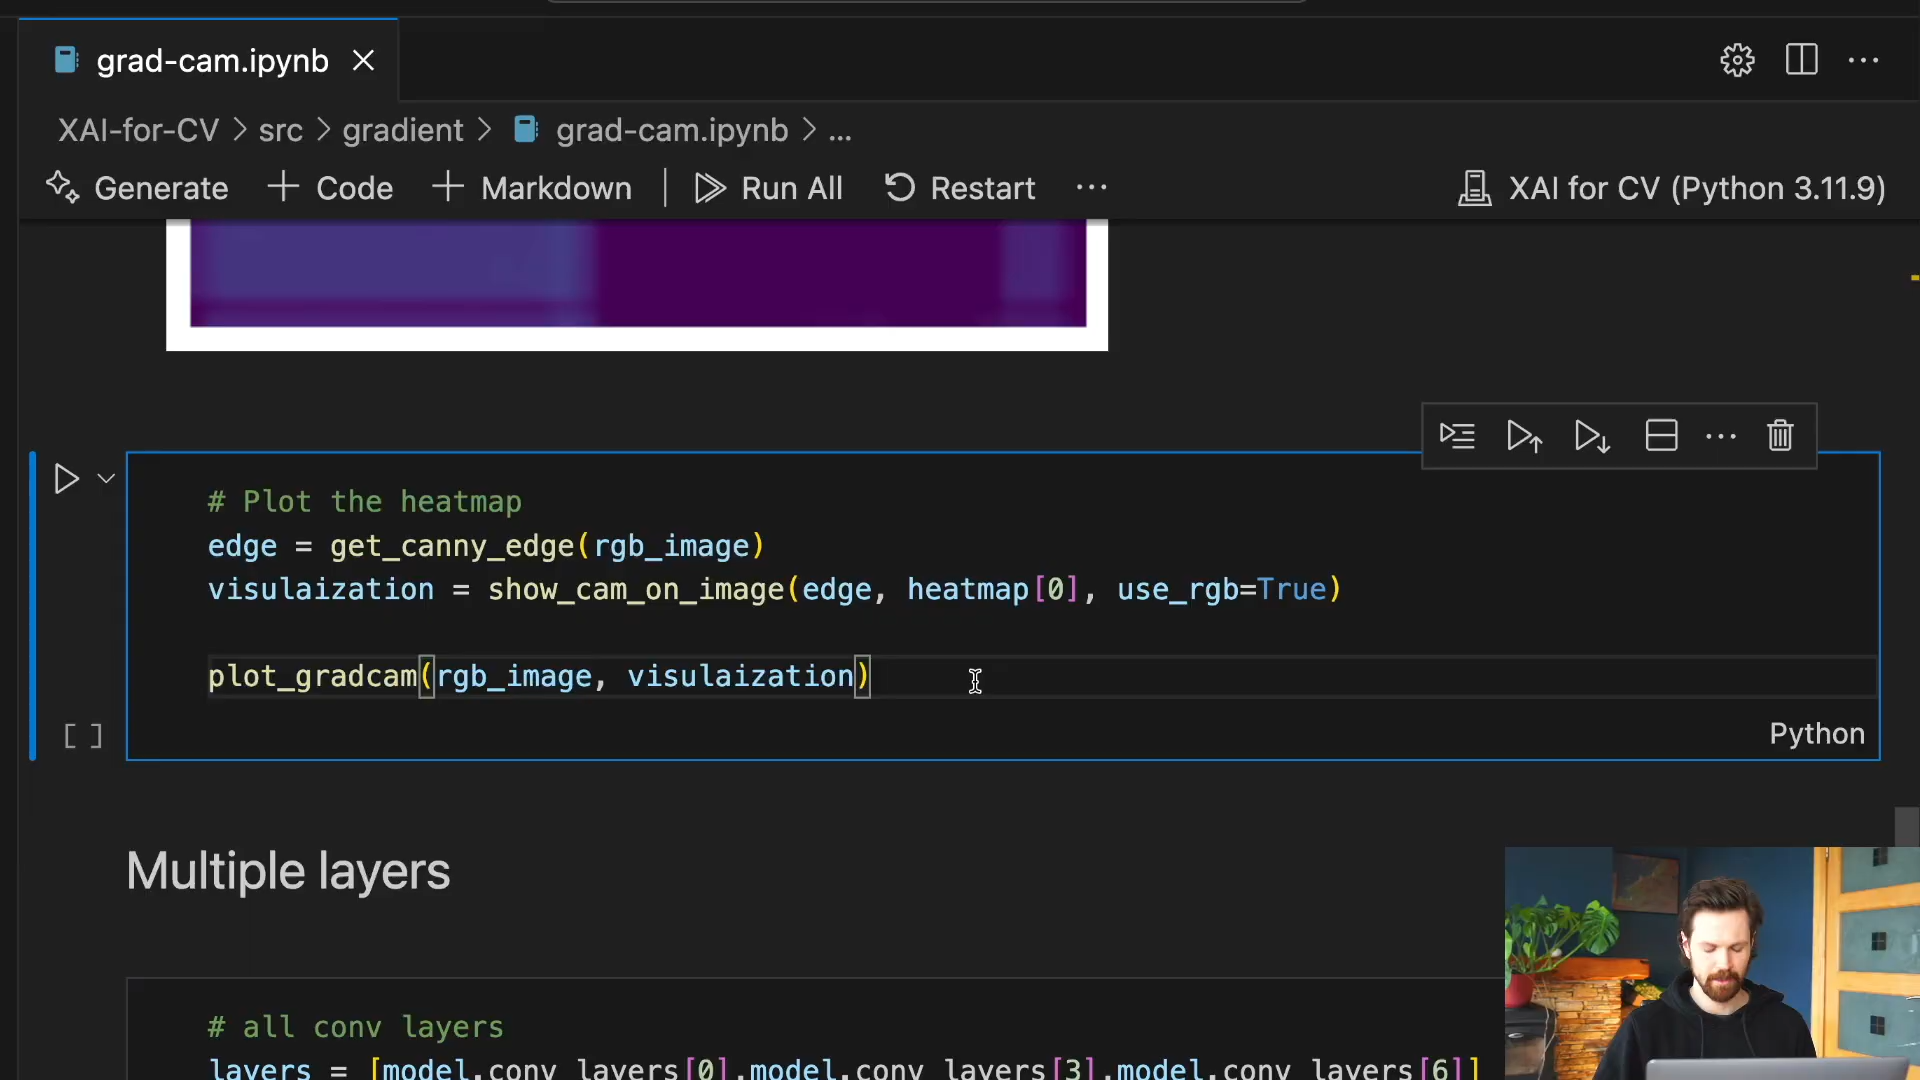 grad-cam.ipynb
XAI-for-CV > src > gradient > grad-cam.ipynb > ...
Generate + Code + Markdown | Run All Restart ... XAI for CV (Python 3.11.9)
# Plot the heatmap
edge = get_canny_edge(rgb_image)
visulaization = show_cam_on_image(edge, heatmap[0], use_rgb=True)
plot_gradcam(rgb_image, visulaization)
[ ]
Python
Multiple layers
# all conv layers
layers = [model.conv_layers[0],model.conv_layers[3],model.conv_layers[6]]